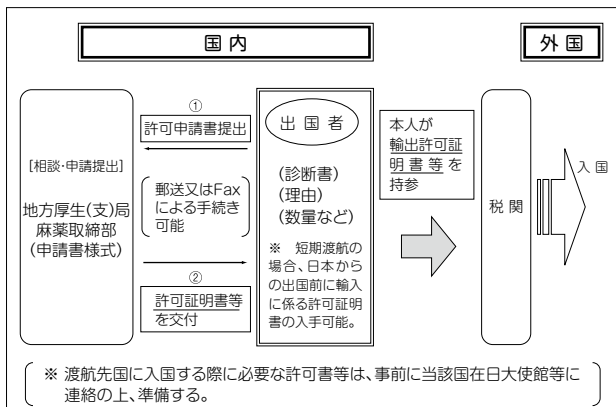 国内
外国
[相談・申請提出]
地方厚生(支)局
麻薬取締部
(申請書様式)
①
許可申請書提出
郵送又はFax
による手続き
可能
②
許可証明書等
を交付
出国者
(診断書)
(理由)
(数量など)
※ 短期渡航の
場合、日本から
の出国前に輸入
に係る許可証明
書の入手可能。
本人が
輸出許可証
明書等を
持参
税関
入国
※ 渡航先国に入国する際に必要な許可書等は、事前に当該国在日大使館等に
連絡の上、準備する。